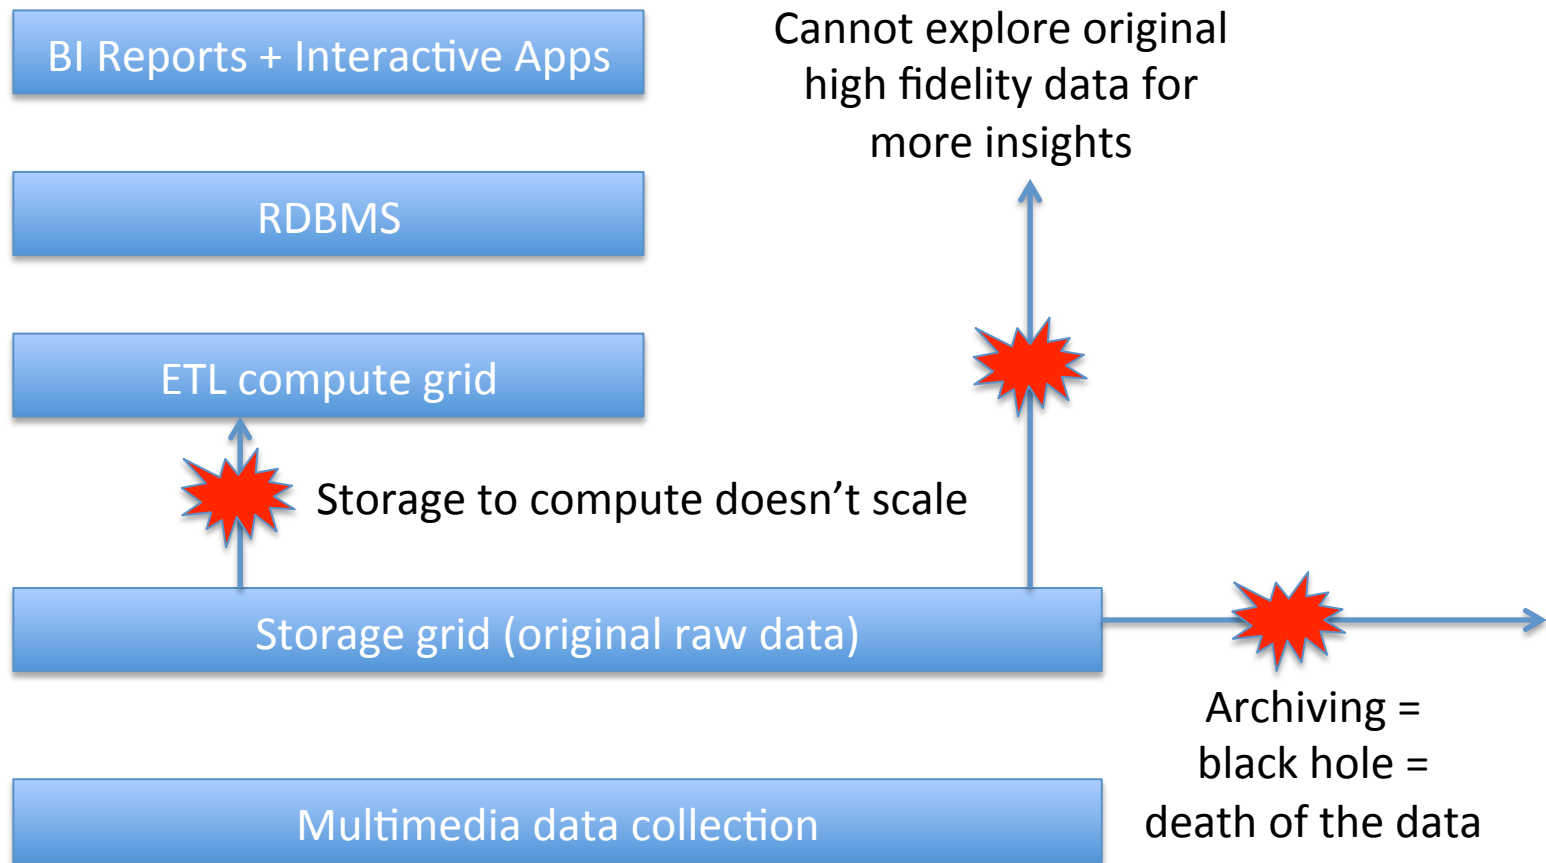 BI Reports + Interactive Apps
Cannot explore original
high fidelity data for
more insights
RDBMS
ETL compute grid
Storage to compute doesn’t scale
Storage grid (original raw data)
Archiving =
black hole =
death of the data
Multimedia data collection